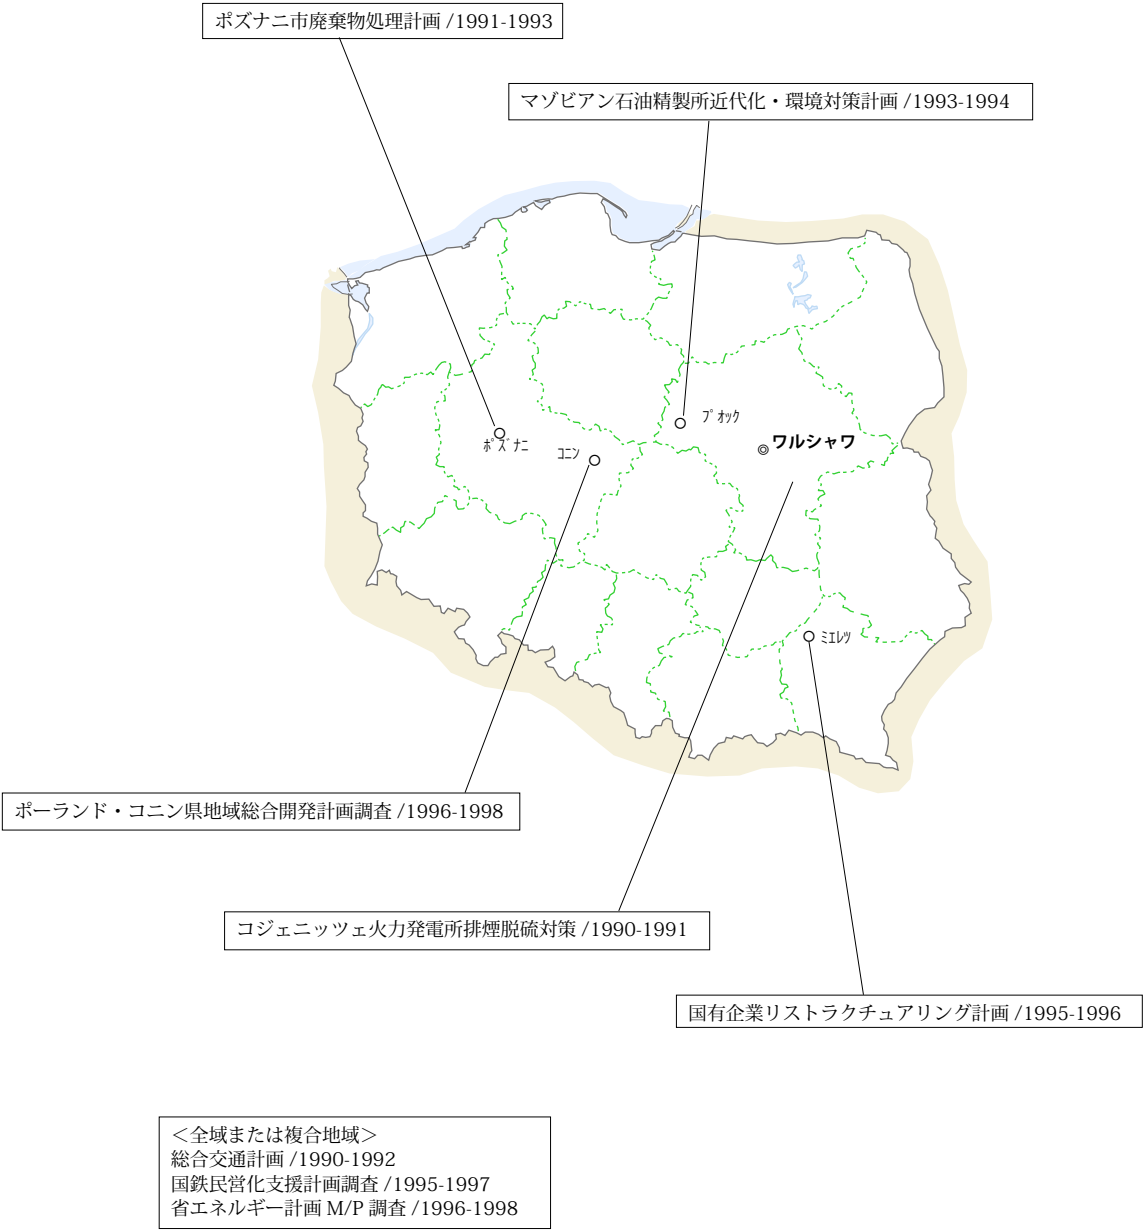 ポズナニ市廃棄物処理計画 /1991-1993
マゾビアン石油精製所近代化・環境対策計画 /1993-1994
ﾌﾟｵｯｸ
ﾎﾟｽﾞﾅﾆ
ワルシャワ
ｺﾆﾝ
ﾐｴﾚﾂ
ポーランド・コニン県地域総合開発計画調査 /1996-1998
コジェニッツェ火力発電所排煙脱硫対策 /1990-1991
国有企業リストラクチュアリング計画 /1995-1996
＜全域または複合地域＞
総合交通計画 /1990-1992
国鉄民営化支援計画調査 /1995-1997
省エネルギー計画 M/P 調査 /1996-1998